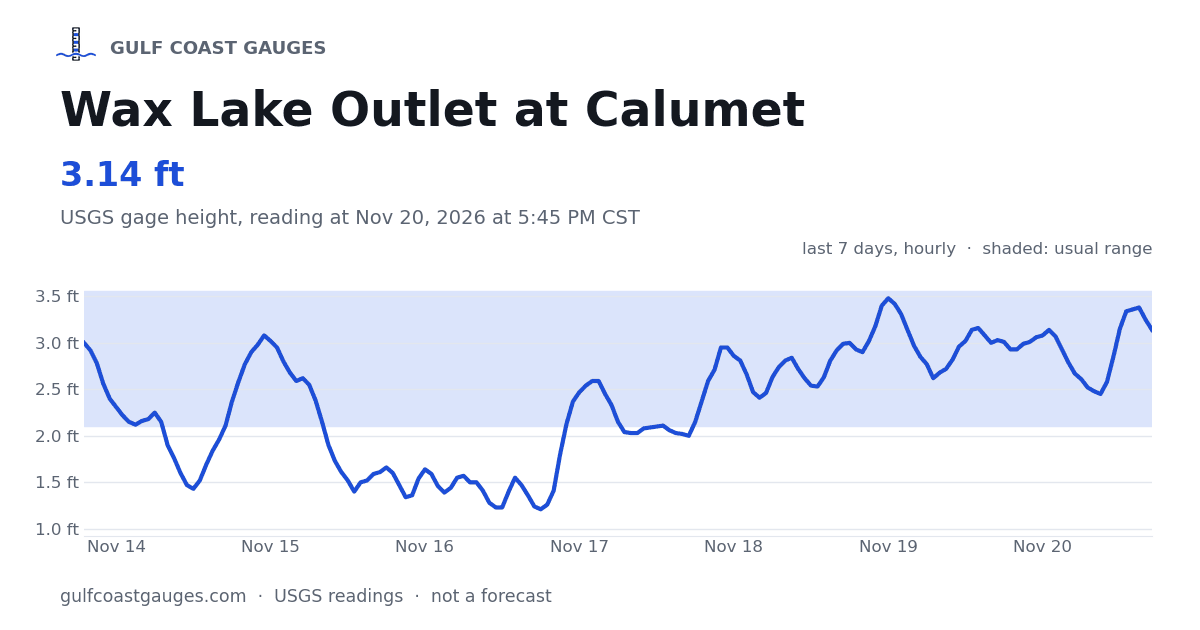 GULF COAST GAUGES
Wax Lake Outlet at Calumet
3.14 ft
USGS gage height, reading at Nov 20, 2026 at 5:45 PM CST
last 7 days, hourly · shaded: usual range
3.5 ft
3.0 ft
2.5 ft
2.0 ft
1.5 ft
1.0 ft
Nov 14 Nov 15 Nov 16 Nov 17 Nov 18 Nov 19 Nov 20
gulfcoastgauges.com · USGS readings · not a forecast